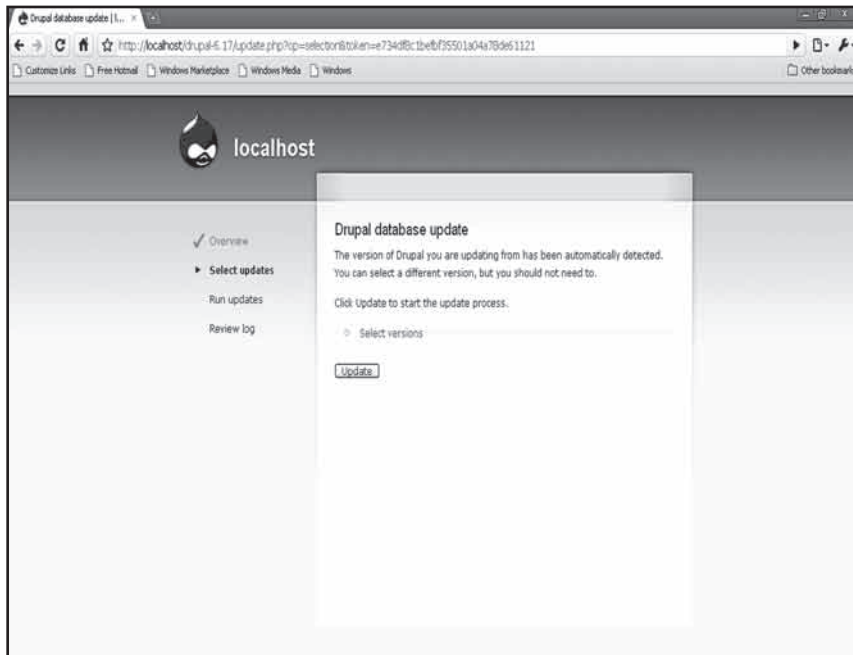 Drupal database update | l...
http://localhost/drupal-6.17/update.php?op=selection&token=e734df8c1befbf35501a04a78de61121
Customize Links Free Hotmail Windows Marketplace Windows Media Windows Other bookmarks
localhost
Drupal database update
The version of Drupal you are updating from has been automatically detected.
You can select a different version, but you should not need to.
Click Update to start the update process.
Select versions
Update
Overview
Select updates
Run updates
Review log